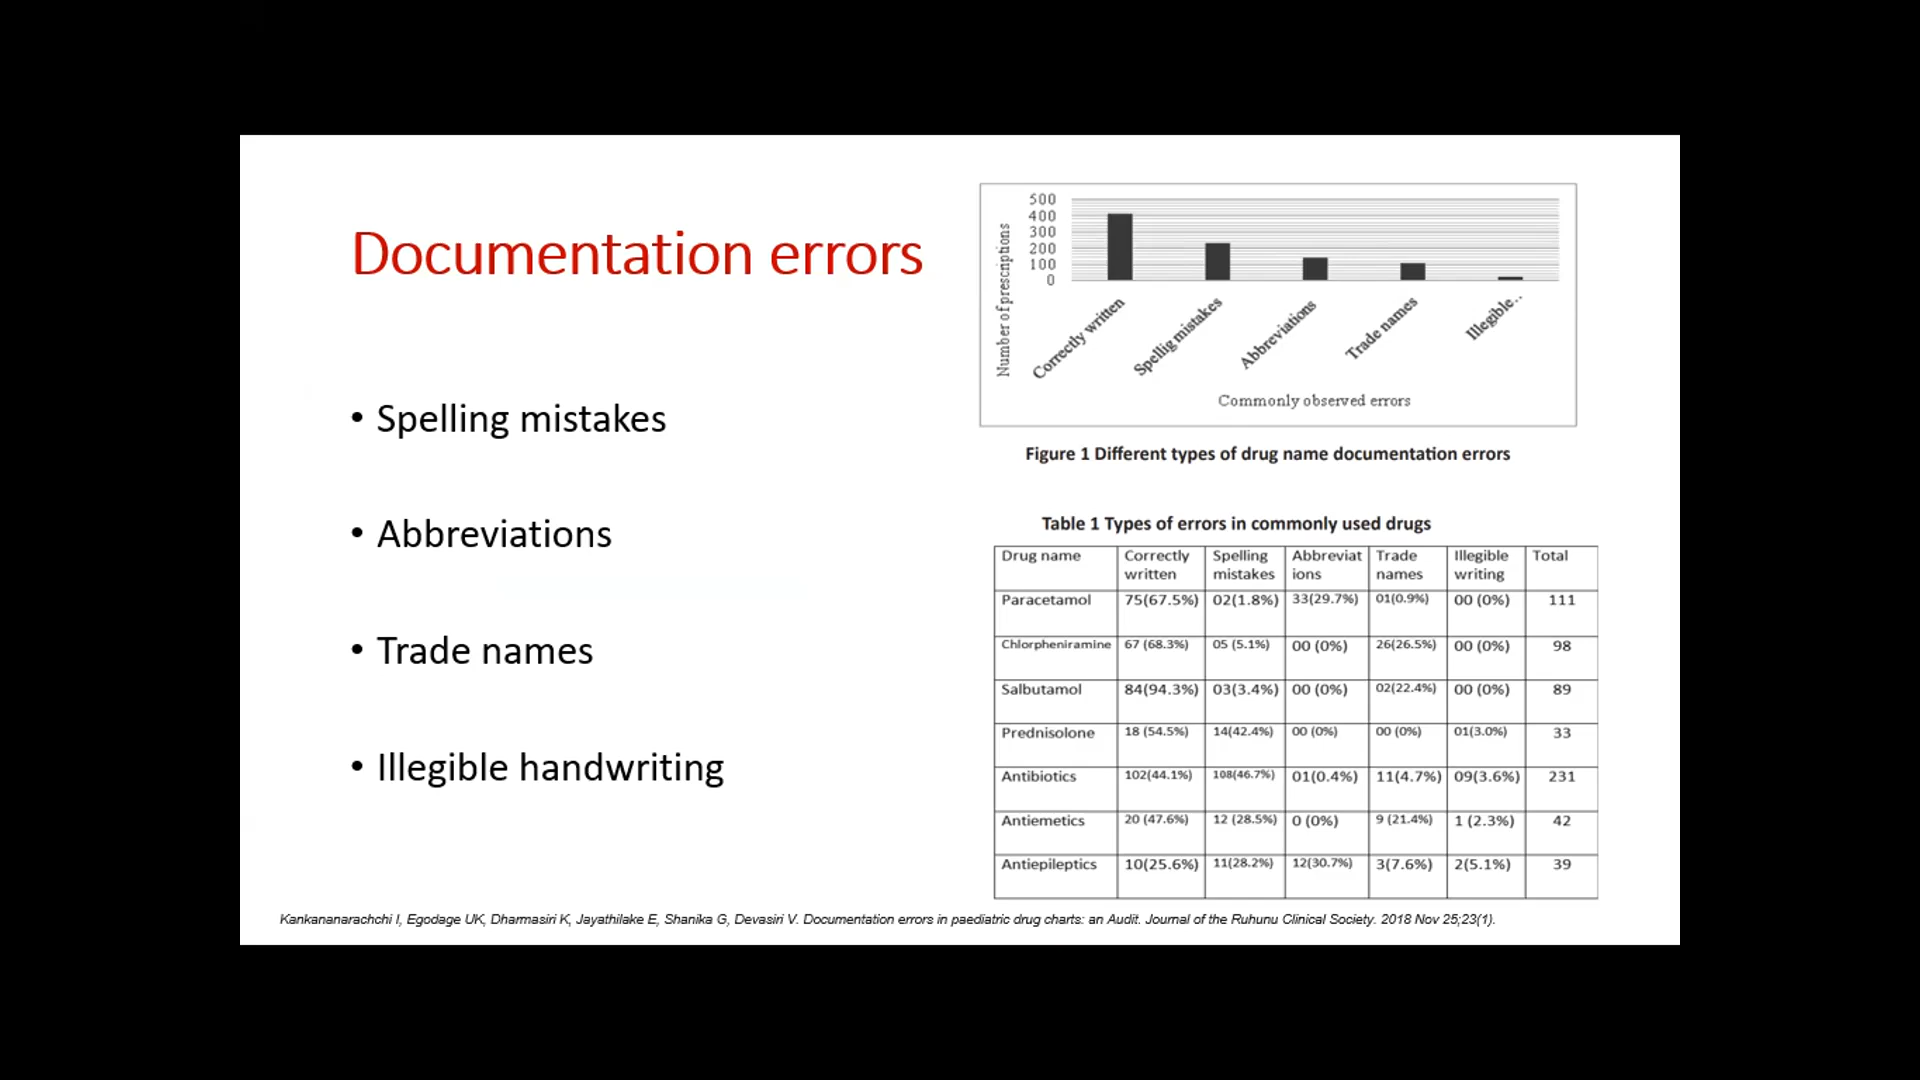 Documentation errors
• Spelling mistakes
• Abbreviations
• Trade names
• Illegible handwriting
Number of prescriptions
500
400
300
200
100
0
Correctly written
Spellig mistakes
Abbreviations
Trade names
Illegible..
Commonly observed errors
Figure 1 Different types of drug name documentation errors
Table 1 Types of errors in commonly used drugs
Drug name Correctly written Spelling mistakes Abbreviat ions Trade names Illegible writing Total
Paracetamol 75(67.5%) 02(1.8%) 33(29.7%) 01(0.9%) 00 (0%) 111
Chlorpheniramine 67 (68.3%) 05 (5.1%) 00 (0%) 26(26.5%) 00 (0%) 98
Salbutamol 84(94.3%) 03(3.4%) 00 (0%) 02(22.4%) 00 (0%) 89
Prednisolone 18 (54.5%) 14(42.4%) 00 (0%) 00 (0%) 01(3.0%) 33
Antibiotics 102(44.1%) 108(46.7%) 01(0.4%) 11(4.7%) 09(3.6%) 231
Antiemetics 20 (47.6%) 12 (28.5%) 0 (0%) 9 (21.4%) 1 (2.3%) 42
Antiepileptics 10(25.6%) 11(28.2%) 12(30.7%) 3(7.6%) 2(5.1%) 39
Kankananarachchi I, Egodage UK, Dharmasiri K, Jayathilake E, Shanika G, Devasiri V. Documentation errors in paediatric drug charts: an Audit. Journal of the Ruhunu Clinical Society. 2018 Nov 25;23(1).